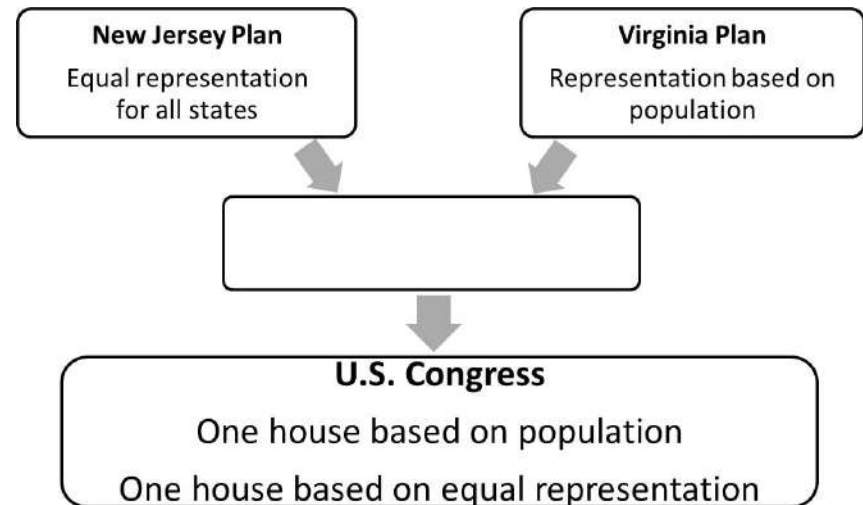 New Jersey Plan
Equal representation
for all states
Virginia Plan
Representation based on
population
U.S. Congress
One house based on population
One house based on equal representation